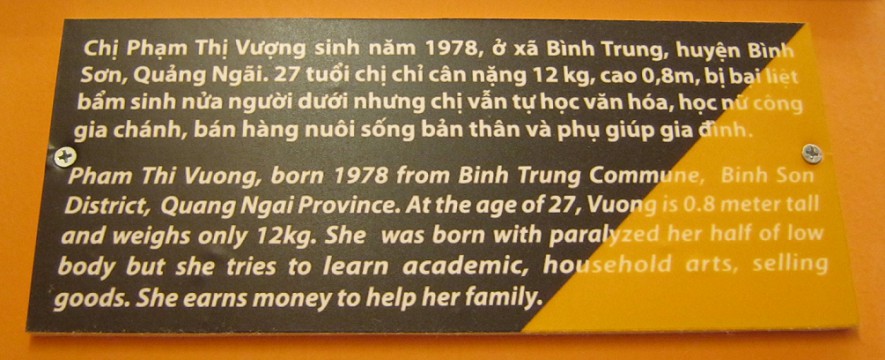 Chị Phạm Thị Vượng sinh năm 1978, ở xã Bình Trung, huyện Bình
Sơn, Quảng Ngãi. 27 tuổi chị chỉ cân nặng 12 kg, cao 0,8m, bị bại liệt
bẩm sinh nửa người dưới nhưng chị vẫn tự học văn hóa, học nữ công
gia chánh, bán hàng nuôi sống bản thân và phụ giúp gia đình.
Pham Thi Vuong, born 1978 from Binh Trung Commune, Binh Son
District, Quang Ngai Province. At the age of 27, Vuong is 0.8 meter tall
and weighs only 12kg. She was born with paralyzed her half of low
body but she tries to learn academic, household arts, selling
goods. She earns money to help her family.